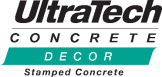 UltraTech
CONCRETE
DECOR
Stamped Concrete